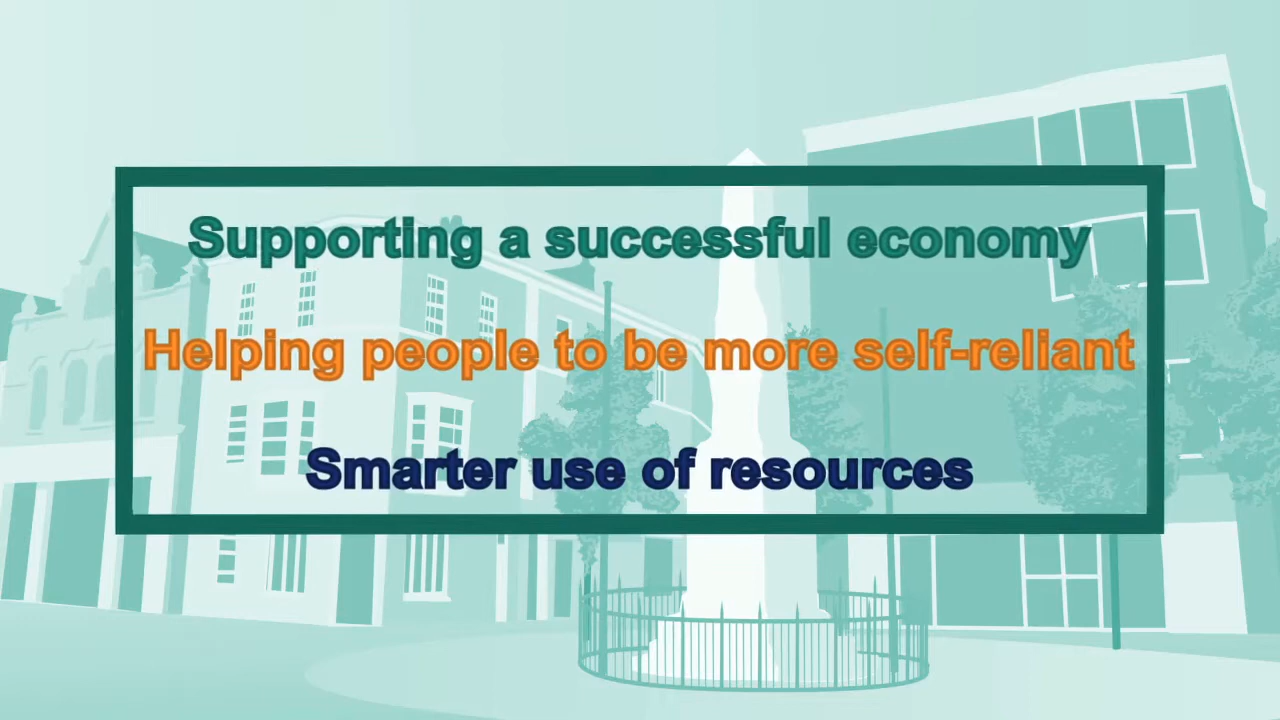 Supporting a successful economy
Helping people to be more self-reliant
Smarter use of resources